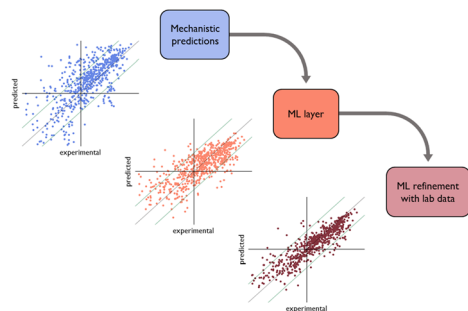 Mechanistic
predictions
predicted
experimental
ML layer
predicted
experimental
ML refinement
with lab data
predicted
experimental